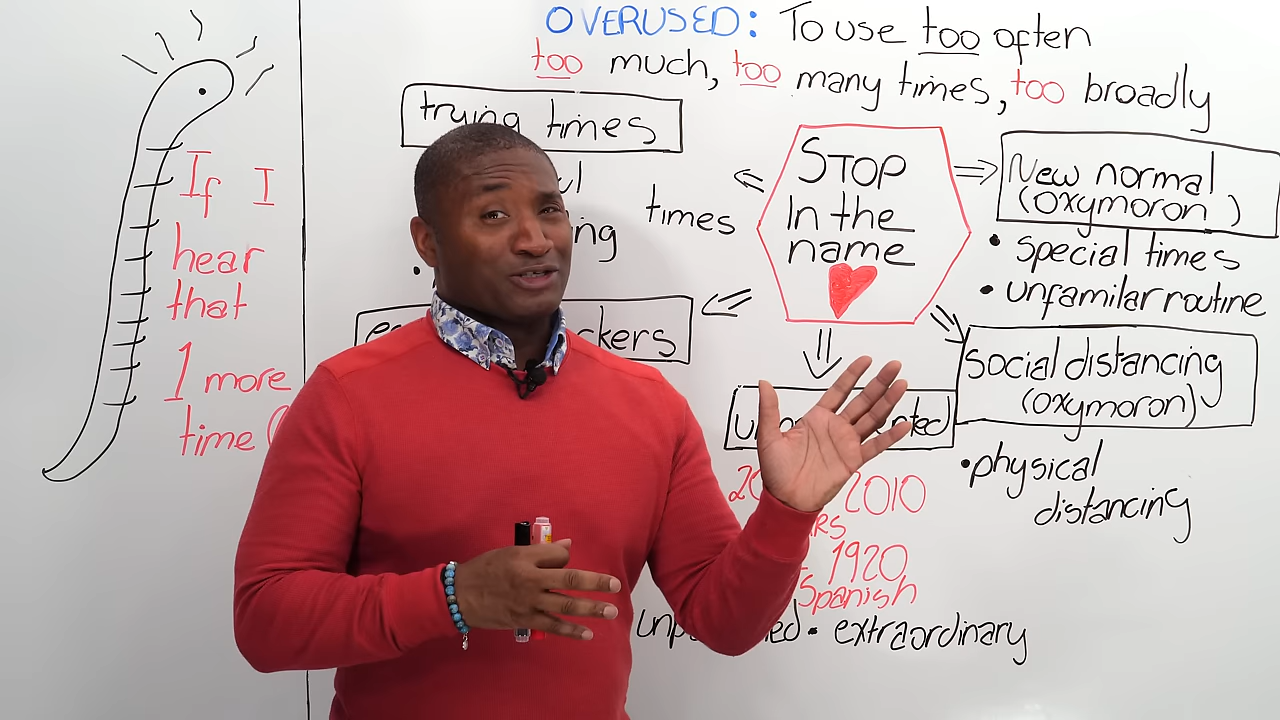 OVERUSED: To use too often
too much, too many times, too broadly
If I
hear
that
1 more
time
trying times
times
STOP
In the
name
New normal
(oxymoron)
• special times
• unfamilar routine
social distancing
(oxymoron)
• physical
distancing
2010
1920
Spanish
• extraordinary